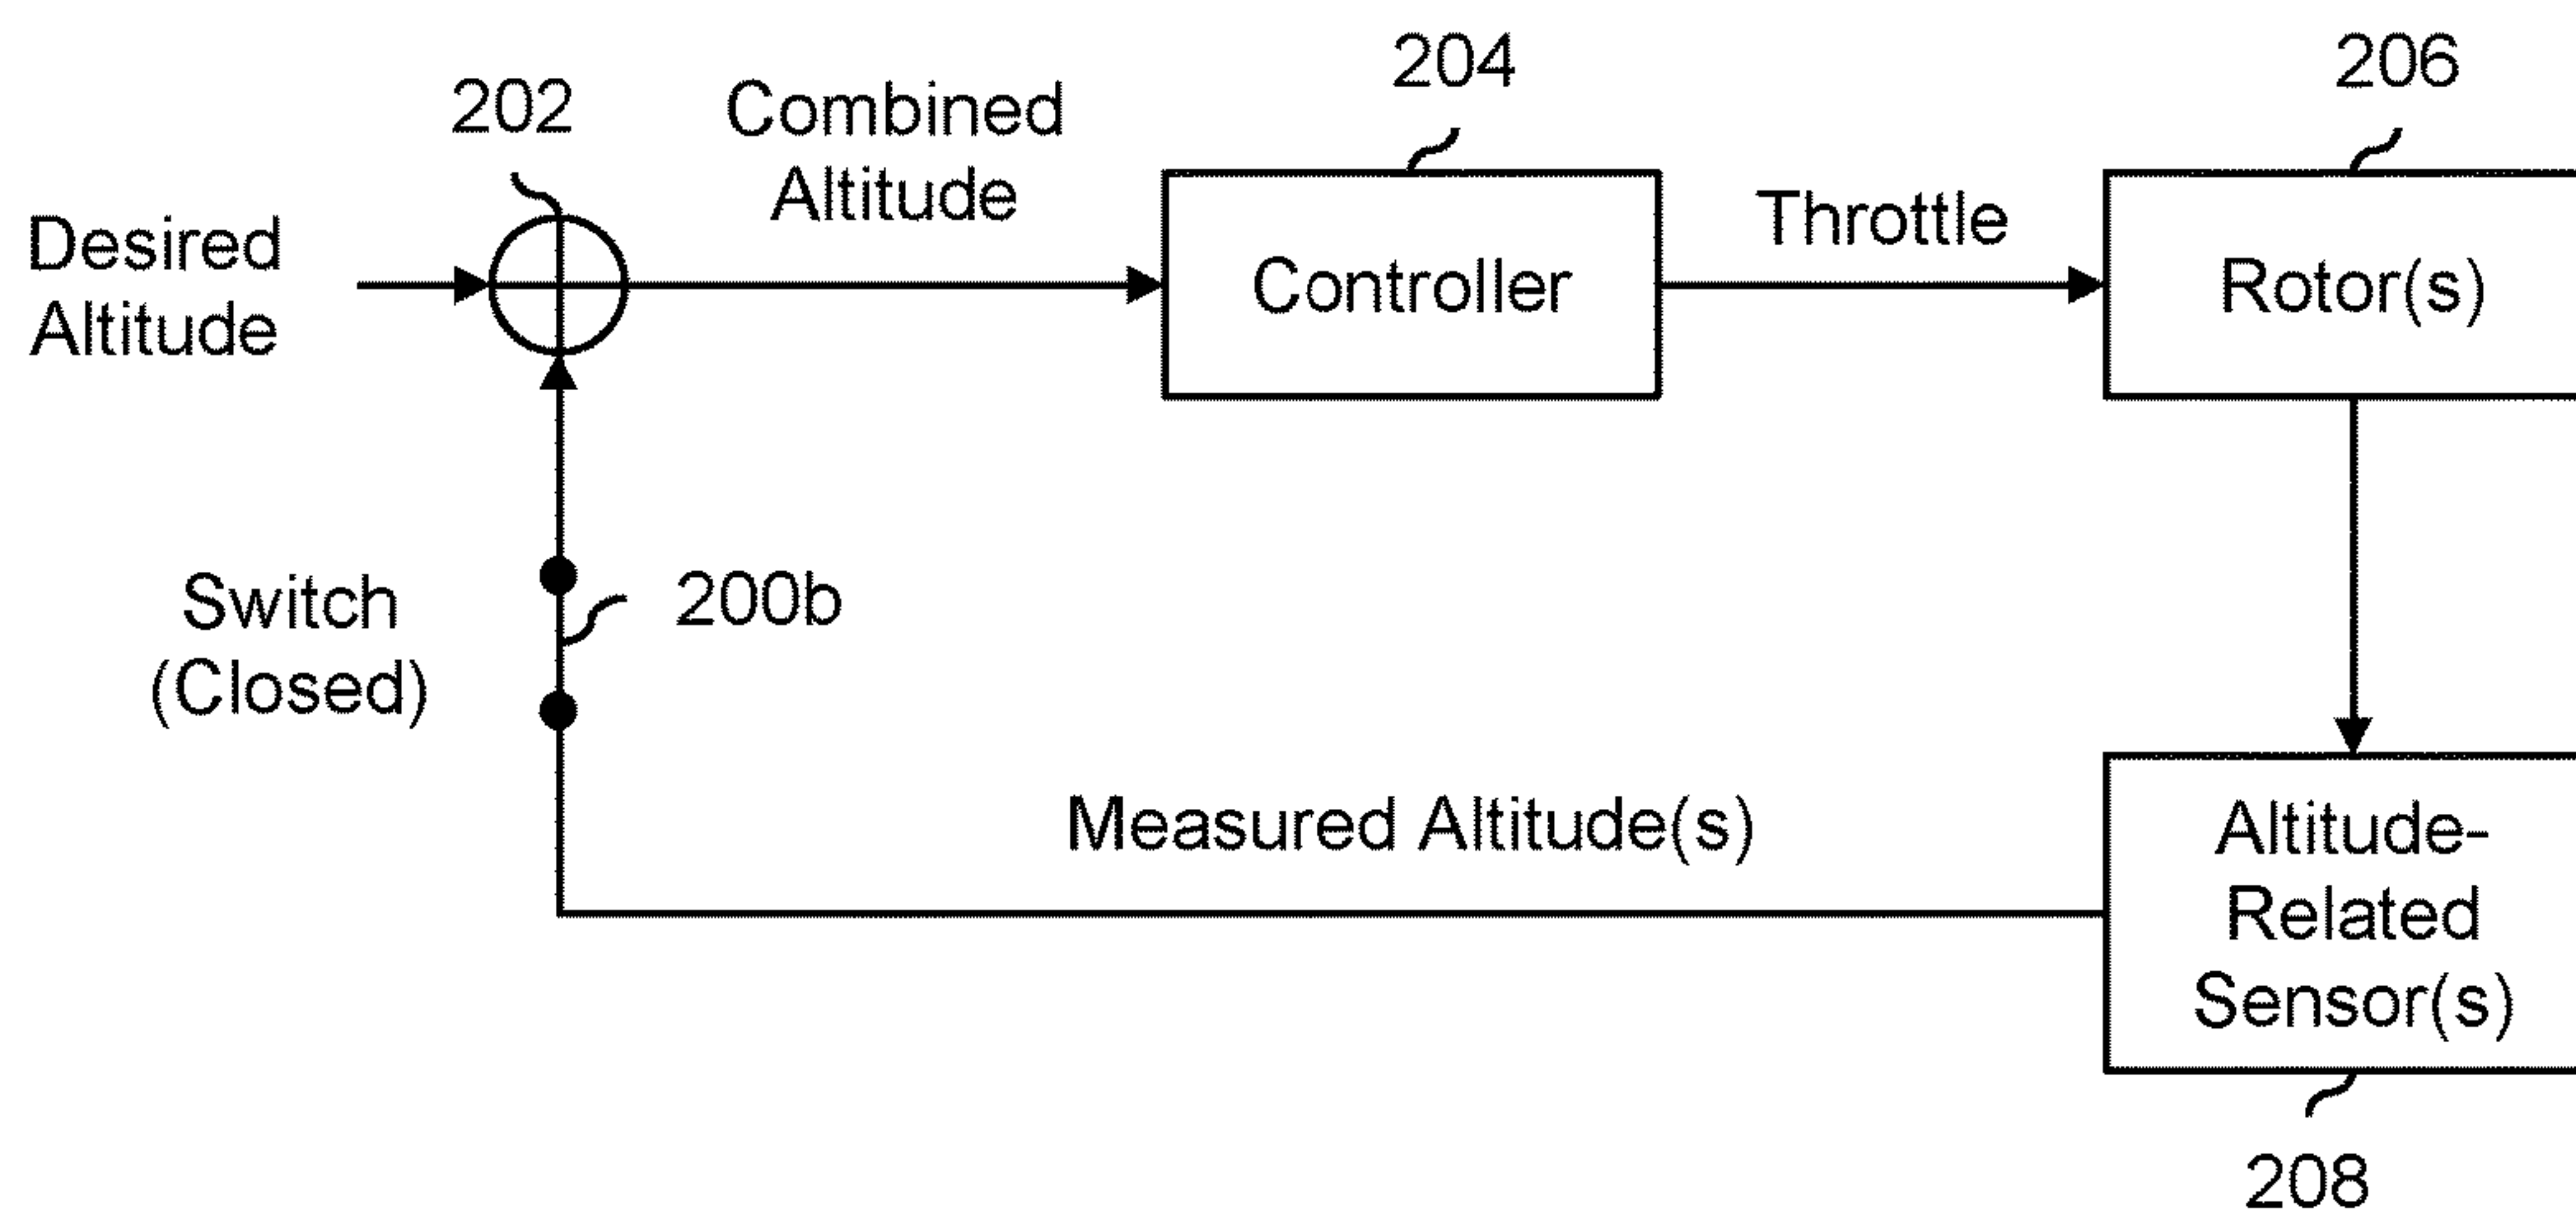 202
Combined
Altitude
204
206
Desired
Altitude
Controller
Throttle
Rotor(s)
Switch
(Closed)
200b
Measured Altitude(s)
Altitude-
Related
Sensor(s)
208